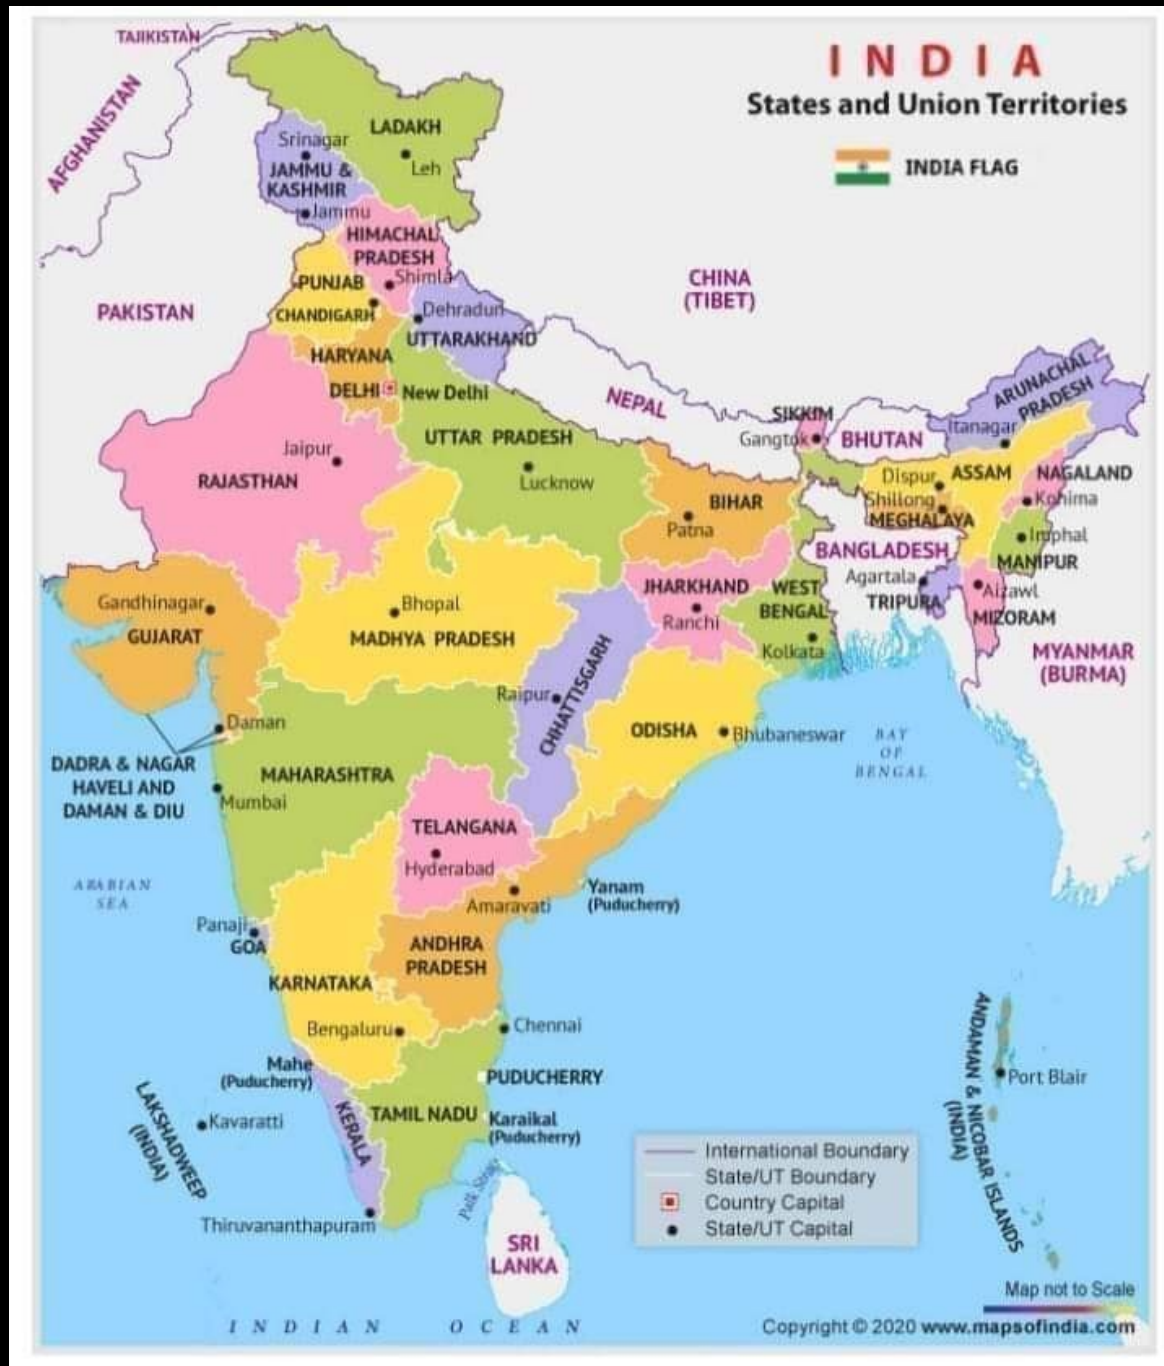 INDIA
States and Union Territories
INDIA FLAG
TAJIKISTAN
AFGHANISTAN
PAKISTAN
CHINA
(TIBET)
NEPAL
BHUTAN
BANGLADESH
MYANMAR
(BURMA)
SRI
LANKA
LADAKH
Leh
Srinagar
JAMMU &
KASHMIR
Jammu
HIMACHAL
PRADESH
Shimla
PUNJAB
CHANDIGARH
Dehradun
UTTARAKHAND
HARYANA
DELHI
New Delhi
UTTAR PRADESH
Lucknow
Jaipur
RAJASTHAN
SIKKIM
Gangtok
ARUNACHAL
PRADESH
Itanagar
Dispur
ASSAM
NAGALAND
Kohima
Shillong
MEGHALAYA
Imphal
MANIPUR
Agartala
TRIPURA
Aizawl
MIZORAM
BIHAR
Patna
JHARKHAND
Ranchi
WEST
BENGAL
Kolkata
Gandhinagar
GUJARAT
Bhopal
MADHYA PRADESH
Raipur
CHHATTISGARH
ODISHA
Bhubaneswar
BAY
OF
BENGAL
Daman
DADRA & NAGAR
HAVELI AND
DAMAN & DIU
MAHARASHTRA
Mumbai
TELANGANA
Hyderabad
Amaravati
Yanam
(Puducherry)
ARABIAN
SEA
Panaji
GOA
ANDHRA
PRADESH
KARNATAKA
Bengaluru
Chennai
Mahe
(Puducherry)
PUDUCHERRY
KERALA
TAMIL NADU
Karaikal
(Puducherry)
LAKSHADWEEP
(INDIA)
Kavaratti
Thiruvananthapuram
Palk Strait
ANDAMAN & NICOBAR ISLANDS
(INDIA)
Port Blair
International Boundary
State/UT Boundary
Country Capital
State/UT Capital
INDIAN OCEAN
Map not to Scale
Copyright © 2020 www.mapsofindia.com